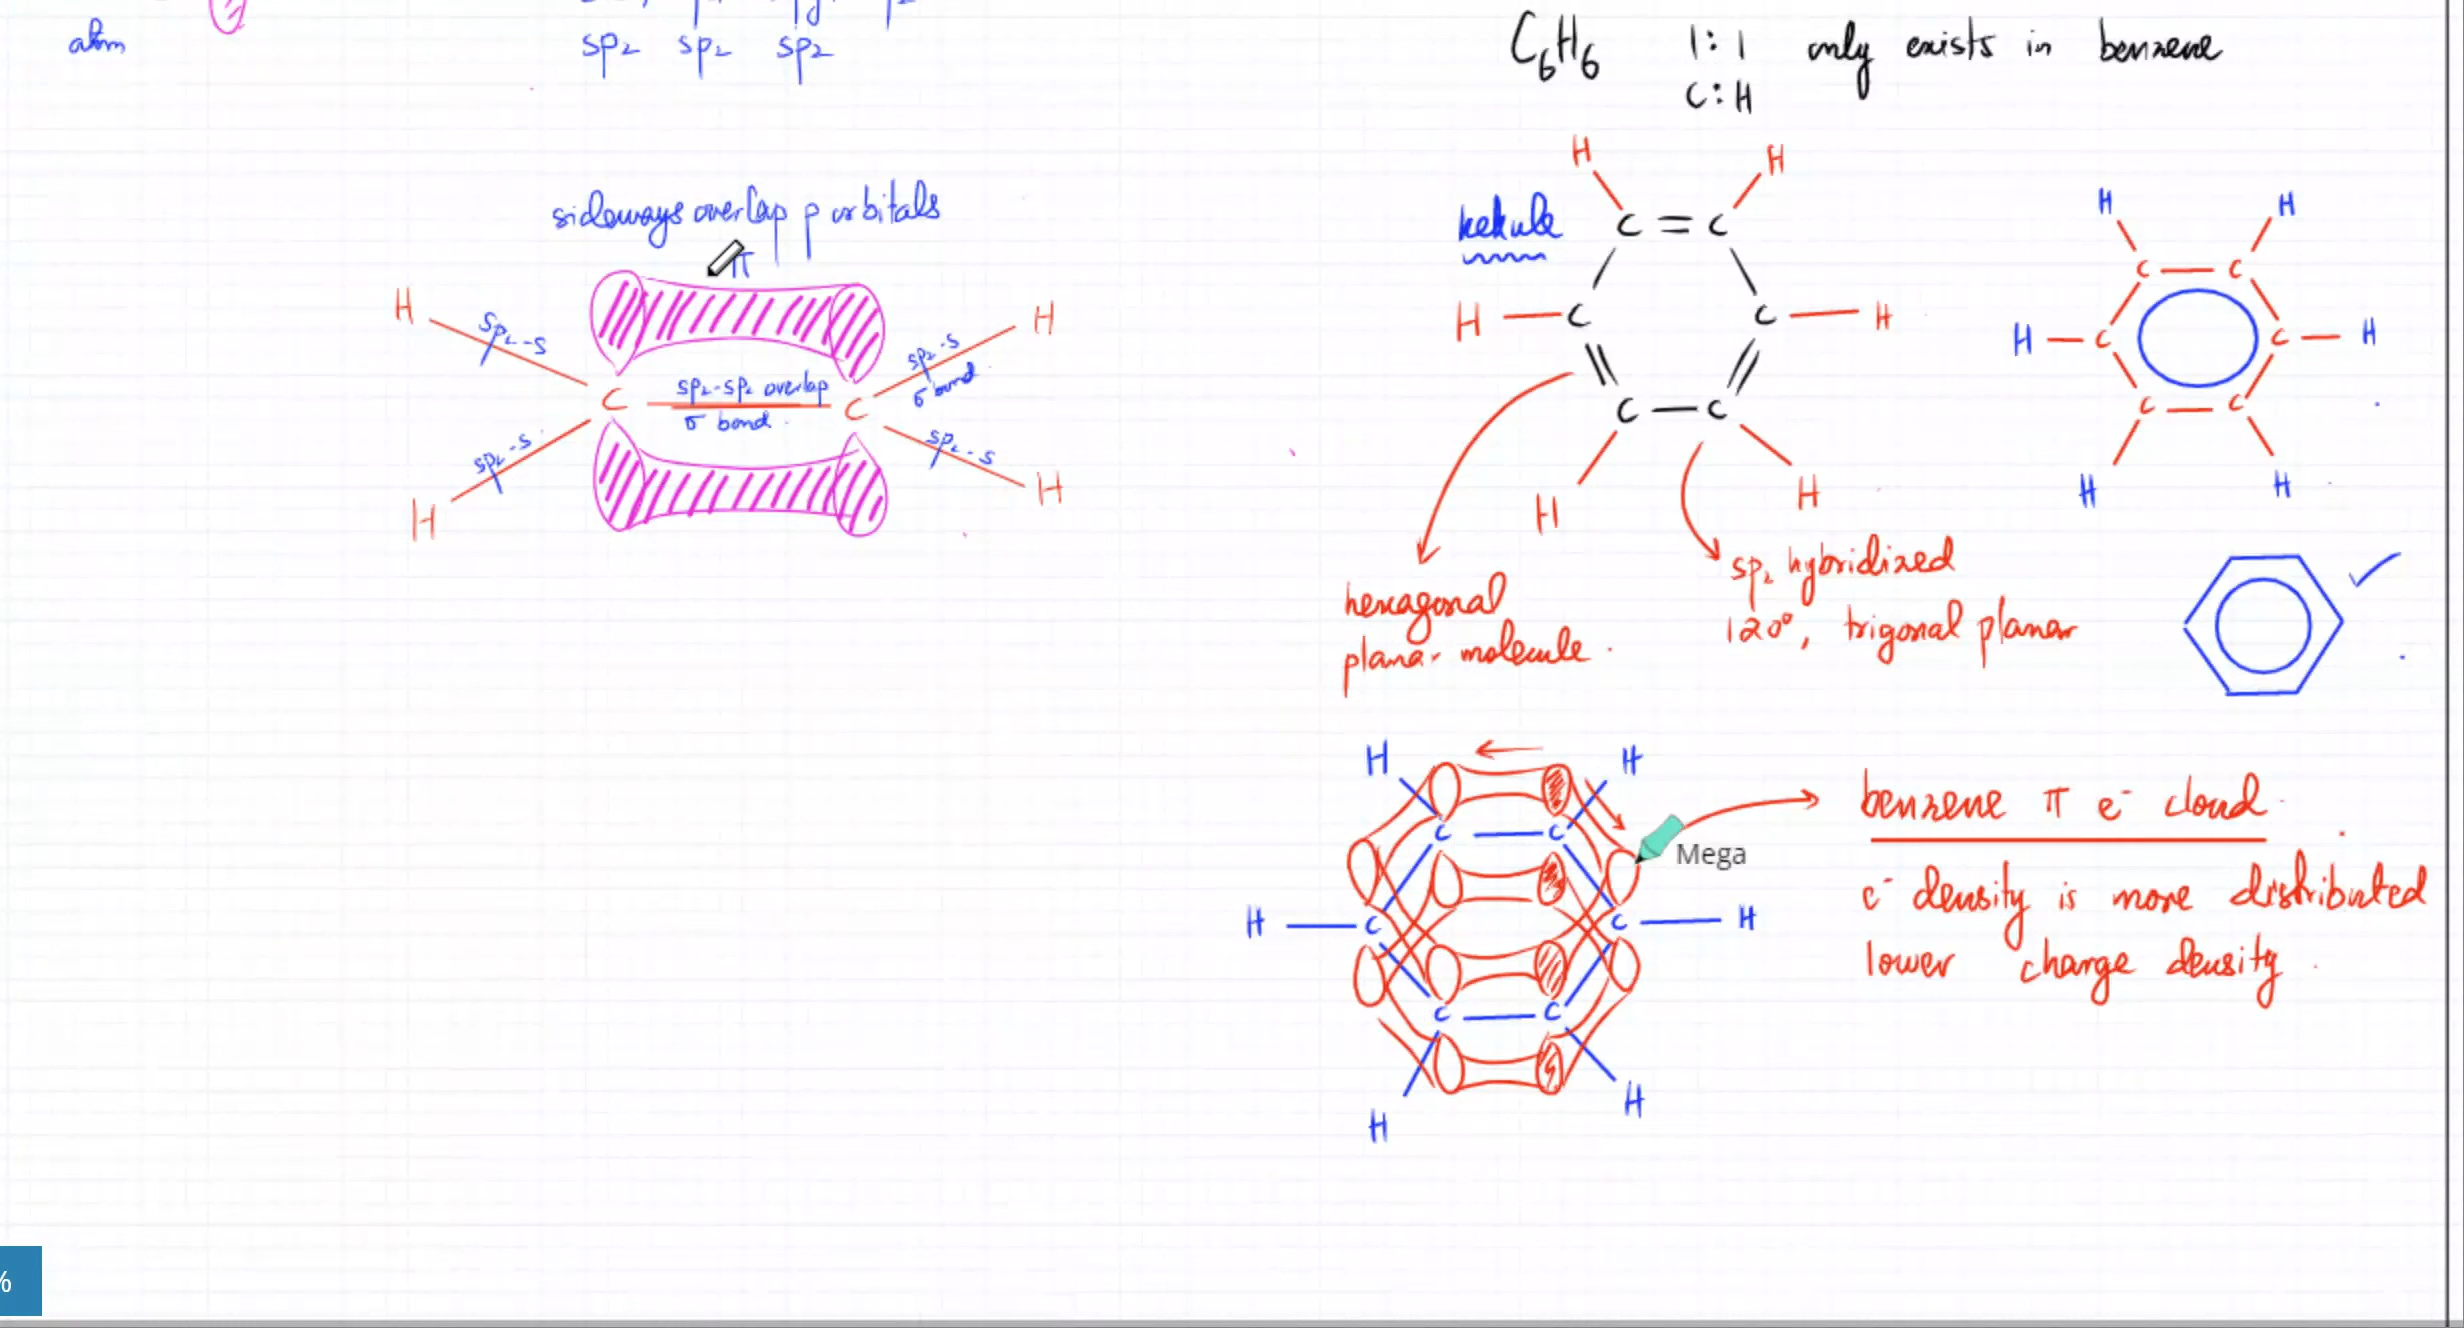 atom
sp₂ sp₂ sp₂
C₆H₆ 1:1 only exists in benzene
C:H
sideways overlap p orbitals
π
H
H
sp₂-s
sp₂-s
σ bond
C
sp₂-sp₂ overlap
σ bond
C
sp₂-s
sp₂-s
H
H
kekule
H H
C = C
H C C H
C C
H H
H H
C C
H C C H
C C
H H
hexagonal
planar molecule.
sp₂ hybridized
120°, trigonal planar
H H
C C
H C C H
C C
H H
Mega
benzene π e⁻ cloud
e⁻ density is more distributed
lower charge density.
%